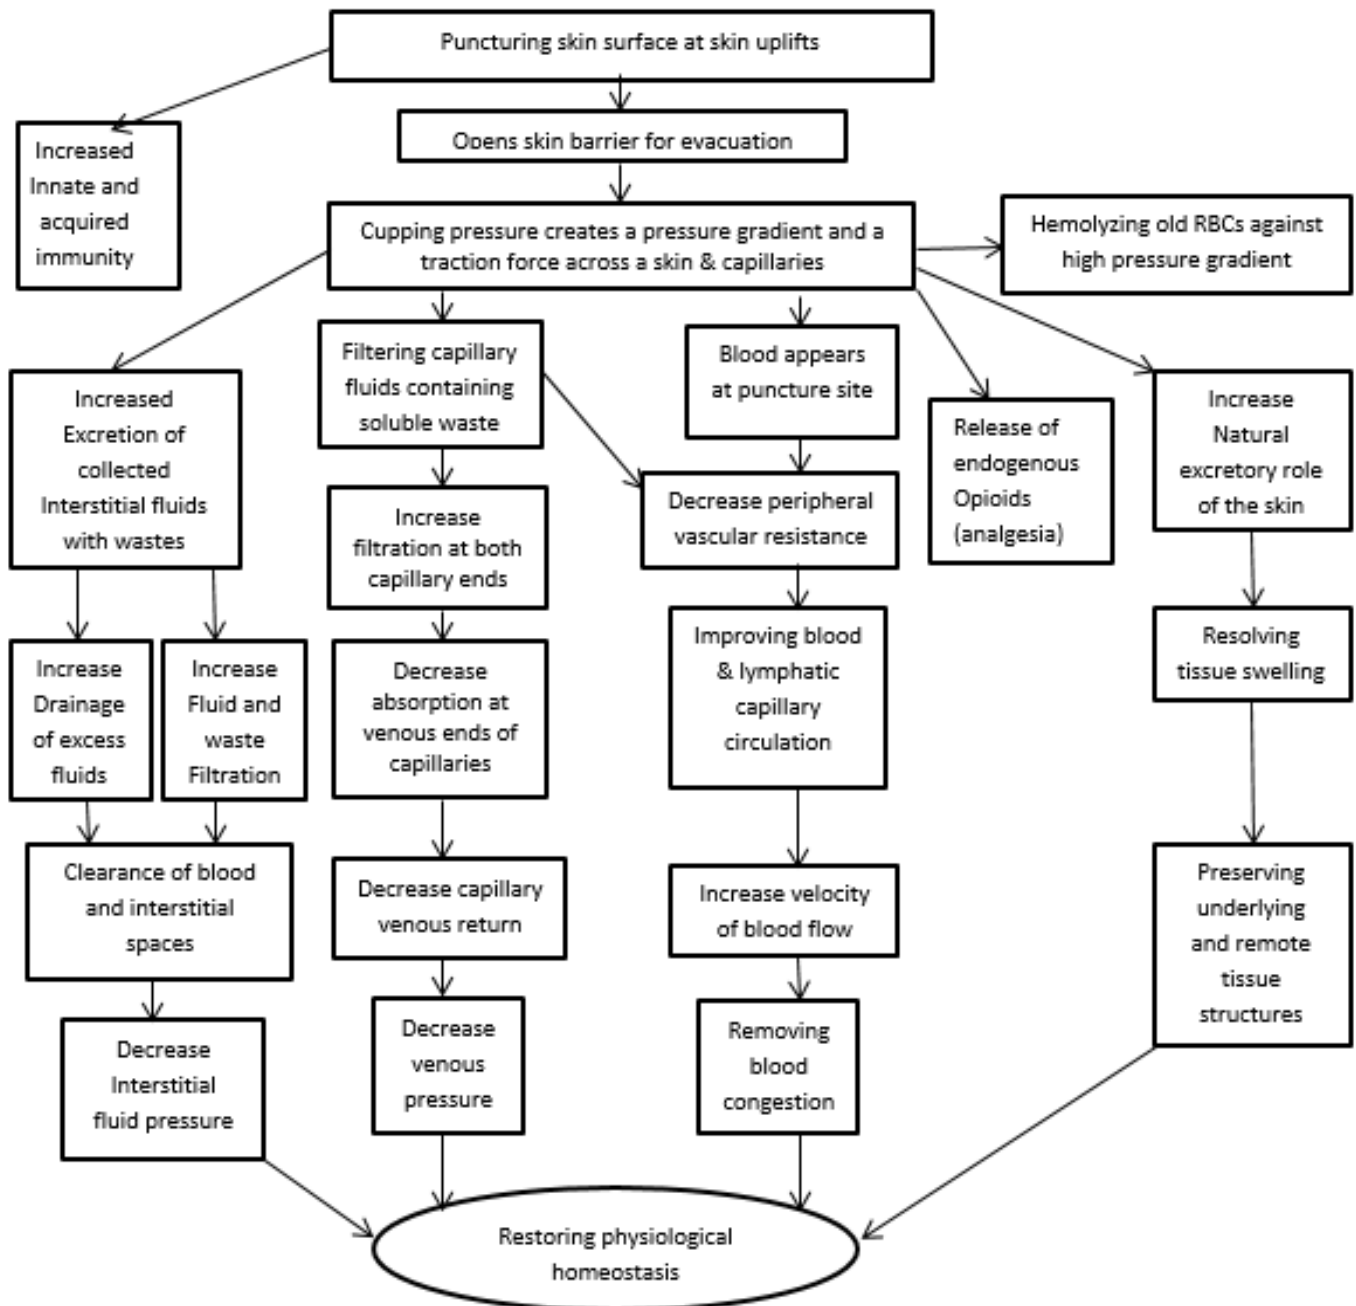 Puncturing skin surface at skin uplifts
Opens skin barrier for evacuation
Increased
Innate and
acquired
immunity
Cupping pressure creates a pressure gradient and a
traction force across a skin & capillaries
Hemolyzing old RBCs against
high pressure gradient
Increased
Excretion of
collected
Interstitial fluids
with wastes
Filtering capillary
fluids containing
soluble waste
Blood appears
at puncture site
Release of
endogenous
Opioids
(analgesia)
Increase
Natural
excretory role
of the skin
Increase
filtration at both
capillary ends
Decrease peripheral
vascular resistance
Increase
Drainage
of excess
fluids
Increase
Fluid and
waste
Filtration
Decrease
absorption at
venous ends of
capillaries
Improving blood
& lymphatic
capillary
circulation
Resolving
tissue swelling
Clearance of blood
and interstitial
spaces
Decrease capillary
venous return
Increase velocity
of blood flow
Preserving
underlying
and remote
tissue
structures
Decrease
Interstitial
fluid pressure
Decrease
venous
pressure
Removing
blood
congestion
Restoring physiological
homeostasis